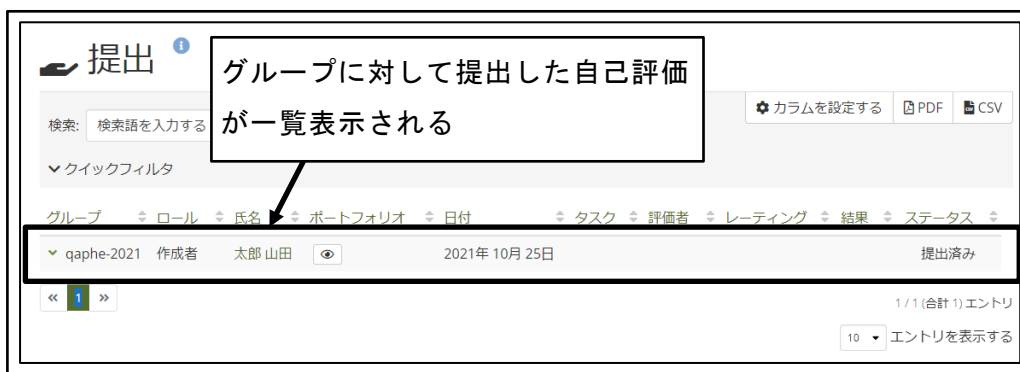 提出
グループに対して提出した自己評価
が一覧表示される
カラムを設定する PDF CSV
検索: 検索語を入力する
クイックフィルタ
グループ ロール 氏名 ポートフォリオ 日付 タスク 評価者 レーティング 結果 ステータス
qaphe-2021 作成者 太郎 山田 2021年 10月 25日 提出済み
« 1 »
1 / 1 (合計 1) エントリ
10 エントリを表示する